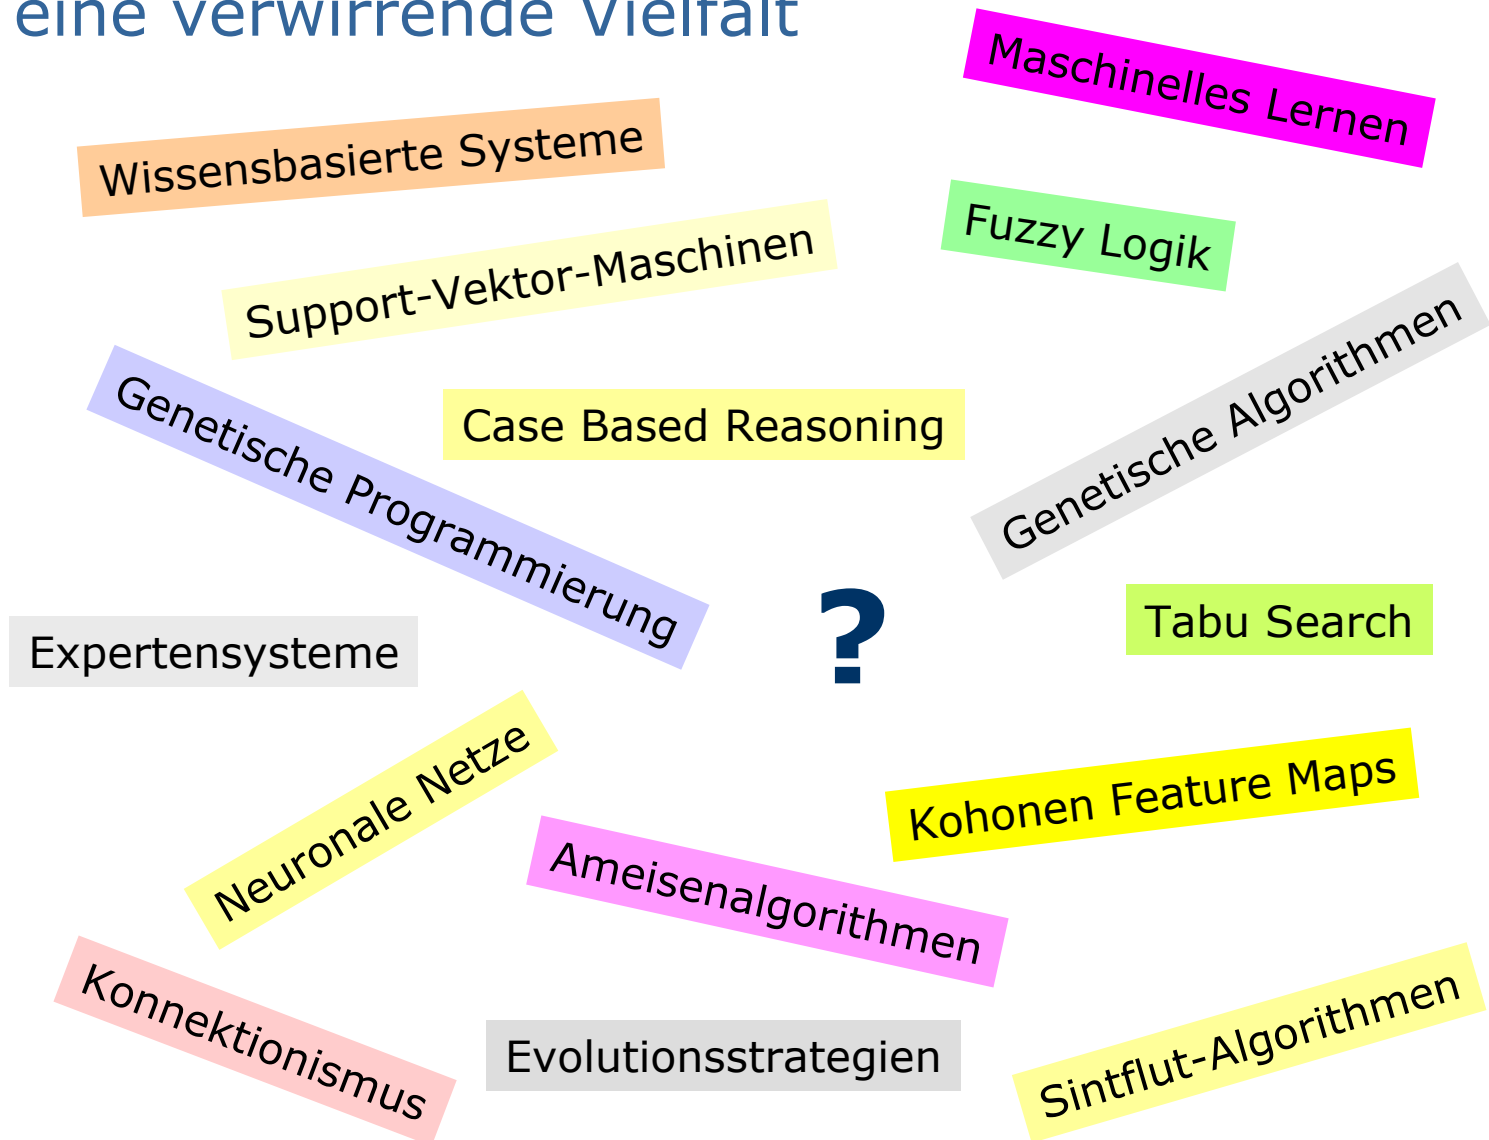 eine verwirrende Vielfalt
Maschinelles Lernen
Wissensbasierte Systeme
Fuzzy Logik
Support-Vektor-Maschinen
Genetische Algorithmen
Genetische Programmierung
Case Based Reasoning
?
Tabu Search
Expertensysteme
Neuronale Netze
Kohonen Feature Maps
Ameisenalgorithmen
Konnektionismus
Evolutionsstrategien
Sintflut-Algorithmen